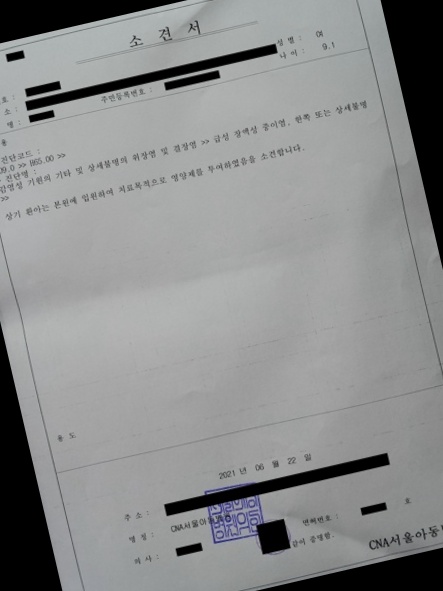 소 견 서
성 별 : 여
호 :
나 이 : 9.1
소 : 주민등록번호 :
명 :
진단코드 :
09.0 >> H65.00 >>
진단명 :
감염성 기원의 기타 및 상세불명의 위장염 및 결장염 >> 급성 장액성 중이염, 한쪽 또는 상세불명
>>
상기 환아는 본원에 입원하여 치료목적으로 영양제를 투여하였음을 소견합니다.
용 도
2021 년 06 월 22 일
주 소 :
명 칭 : CNA서울아동병원
면허번호 : 호
의 사 : 같이 증명함.
CNA서울아동